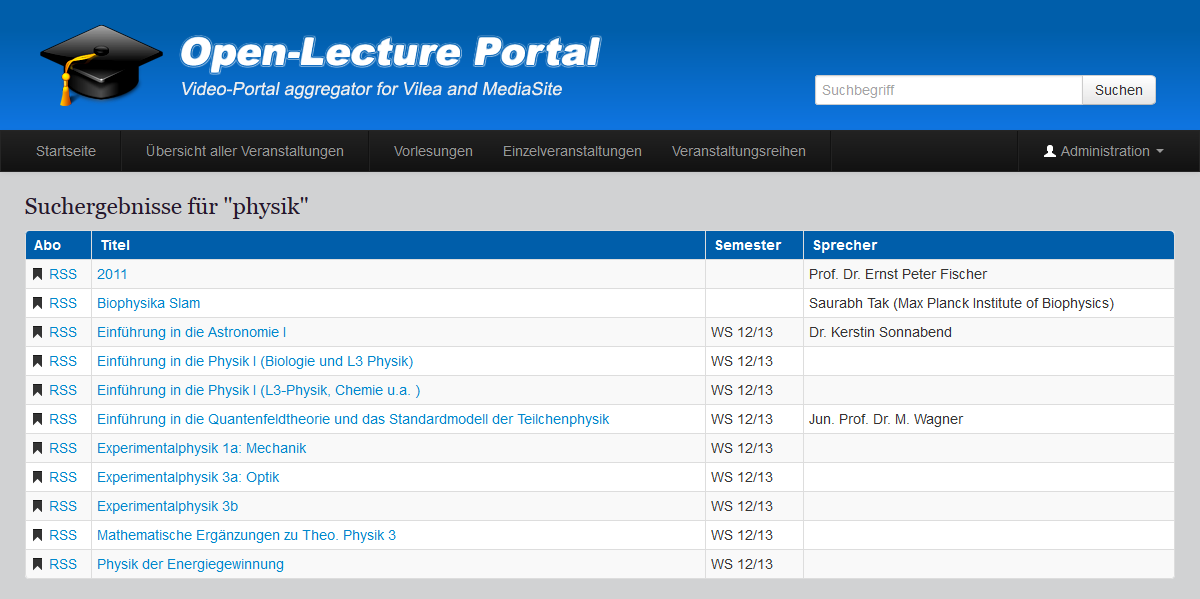 Open-Lecture Portal
Video-Portal aggregator for Vilea and MediaSite
Suchbegriff Suchen
Startseite Übersicht aller Veranstaltungen Vorlesungen Einzelveranstaltungen Veranstaltungsreihen Administration
Suchergebnisse für "physik"
Abo Titel Semester Sprecher
RSS 2011 Prof. Dr. Ernst Peter Fischer
RSS Biophysika Slam Saurabh Tak (Max Planck Institute of Biophysics)
RSS Einführung in die Astronomie I WS 12/13 Dr. Kerstin Sonnabend
RSS Einführung in die Physik I (Biologie und L3 Physik) WS 12/13
RSS Einführung in die Physik I (L3-Physik, Chemie u.a. ) WS 12/13
RSS Einführung in die Quantenfeldtheorie und das Standardmodell der Teilchenphysik WS 12/13 Jun. Prof. Dr. M. Wagner
RSS Experimentalphysik 1a: Mechanik WS 12/13
RSS Experimentalphysik 3a: Optik WS 12/13
RSS Experimentalphysik 3b WS 12/13
RSS Mathematische Ergänzungen zu Theo. Physik 3 WS 12/13
RSS Physik der Energiegewinnung WS 12/13